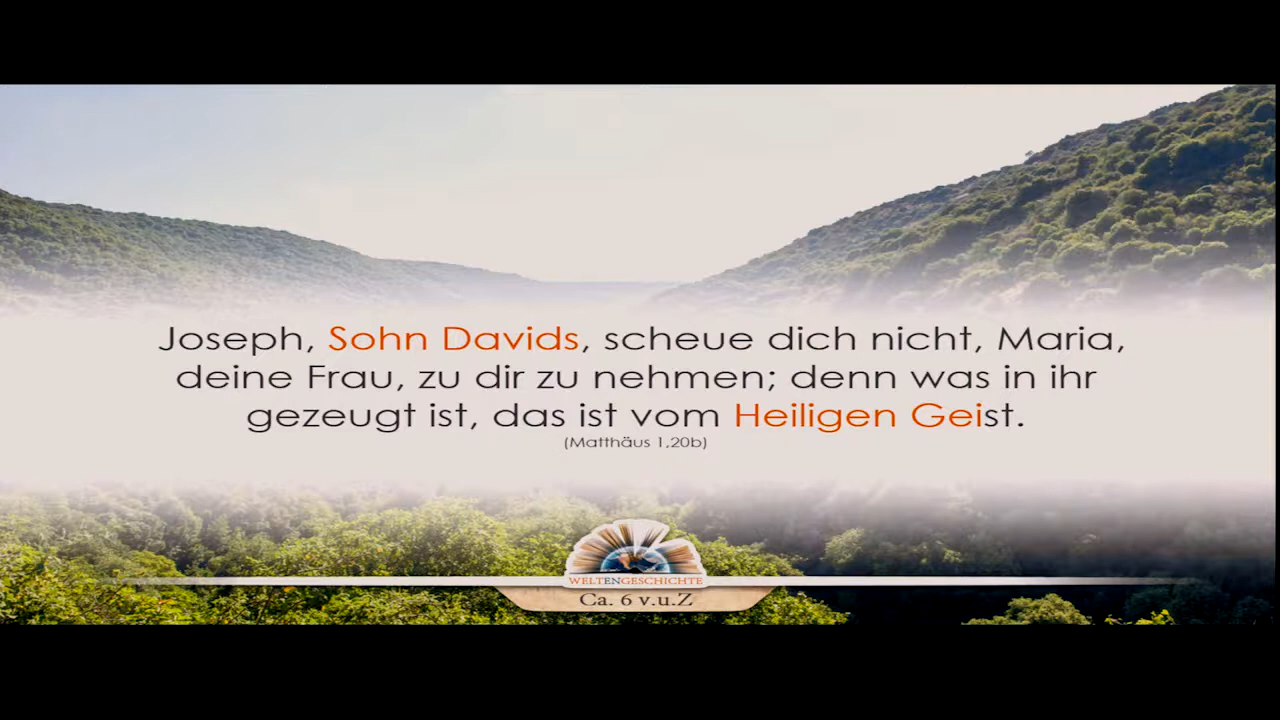 Joseph, Sohn Davids, scheue dich nicht, Maria,
deine Frau, zu dir zu nehmen; denn was in ihr
gezeugt ist, das ist vom Heiligen Geist.
(Matthäus 1,20b)
WELTENGESCHICHTE
Ca. 6 v.u.Z